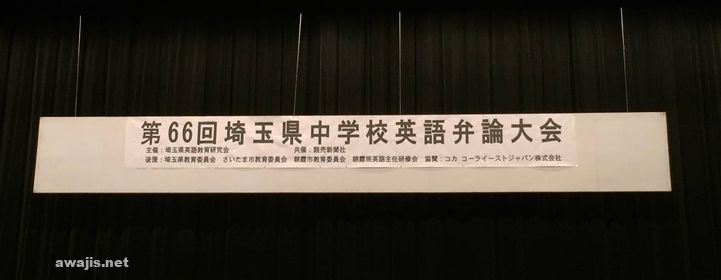 第66回埼玉県中学校英語弁論大会
主催：埼玉県英語教育研究会　　共催：読売新聞社
後援：埼玉県教育委員会　さいたま市教育委員会　朝霞市教育委員会　朝霞班英語主任研修会　協賛：コカ コーライーストジャパン株式会社
awajis.net